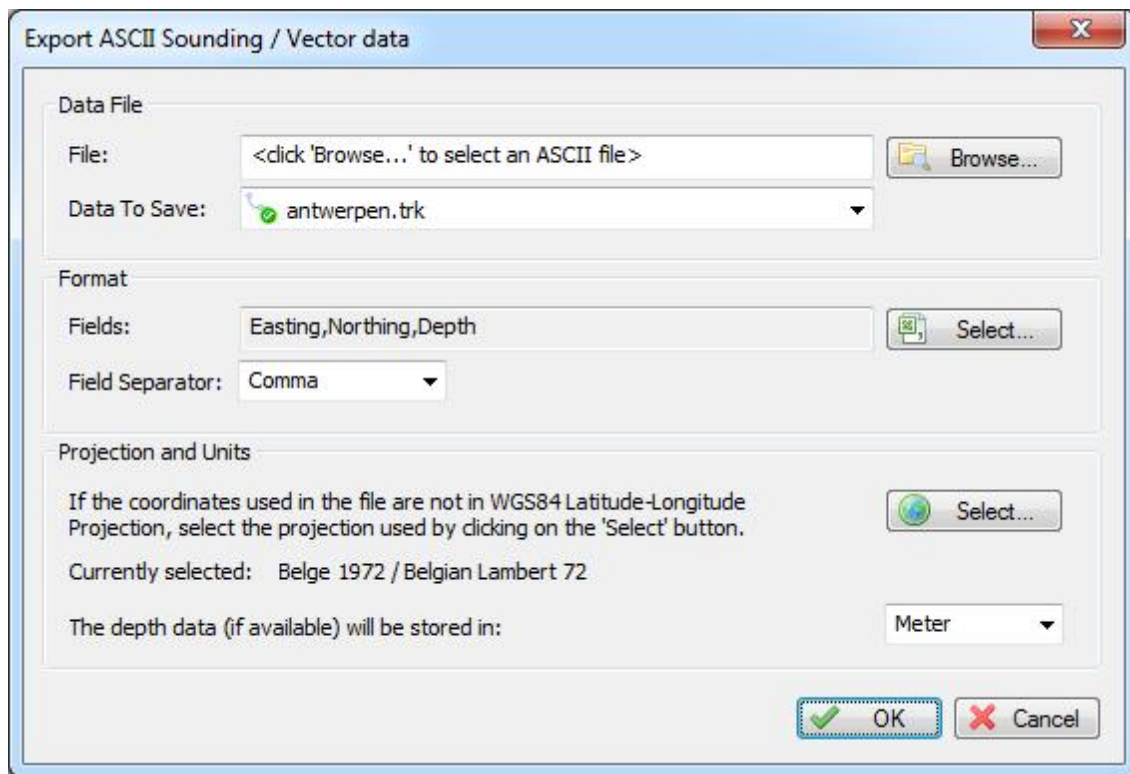 Export ASCII Sounding / Vector data
Data File
File: <click 'Browse...' to select an ASCII file> Browse...
Data To Save: antwerpen.trk
Format
Fields: Easting,Northing,Depth Select...
Field Separator: Comma
Projection and Units
If the coordinates used in the file are not in WGS84 Latitude-Longitude
Projection, select the projection used by clicking on the 'Select' button.
Select...
Currently selected: Belge 1972 / Belgian Lambert 72
The depth data (if available) will be stored in: Meter
OK Cancel